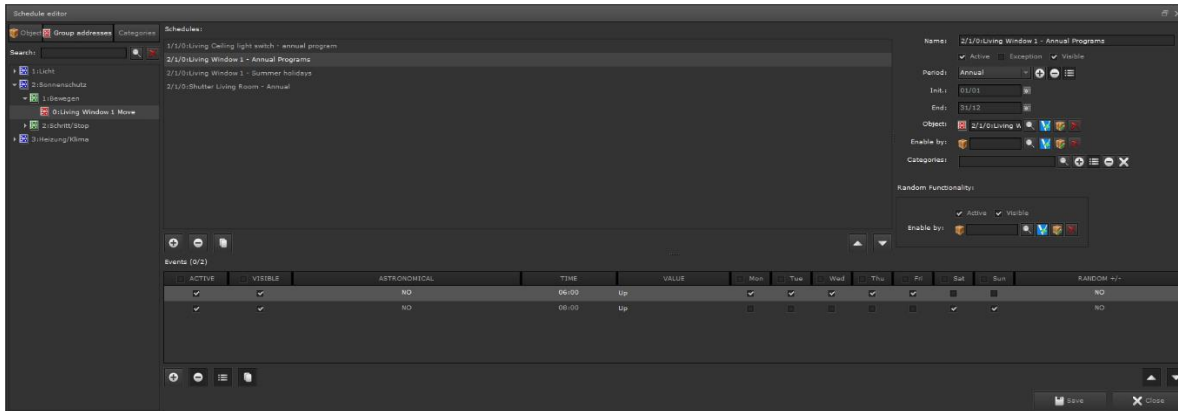 Schedule editor
Object Group addresses Categories
Search:
1:Licht
2:Sonnenschutz
1:Bewegen
0:Living Window 1 Move
2:Schritt/Stop
3:Heizung/Klima
Schedules:
1/1/0:Living Ceiling light switch - annual program
2/1/0:Living Window 1 - Annual Programs
2/1/0:Living Window 1 - Summer holidays
2/1/0:Shutter Living Room - Annual
Name: 2/1/0:Living Window 1 - Annual Programs
Active Exception Visible
Period: Annual
Init.: 01/01
End: 31/12
Object: 2/1/0:Living W
Enable by:
Categories:
Random Functionality:
Active Visible
Enable by:
Events (0/2)
ACTIVE VISIBLE ASTRONOMICAL TIME VALUE Mon Tue Wed Thu Fri Sat Sun RANDOM +/-
NO 06:00 Up NO
NO 08:00 Up NO
Save Close